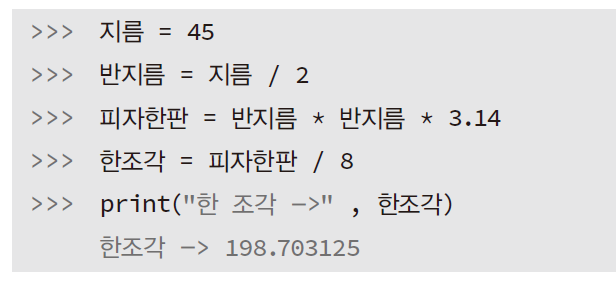 >>> 지름 = 45
>>> 반지름 = 지름 / 2
>>> 피자한판 = 반지름 * 반지름 * 3.14
>>> 한조각 = 피자한판 / 8
>>> print("한 조각 —>" , 한조각)
한조각 —> 198.703125